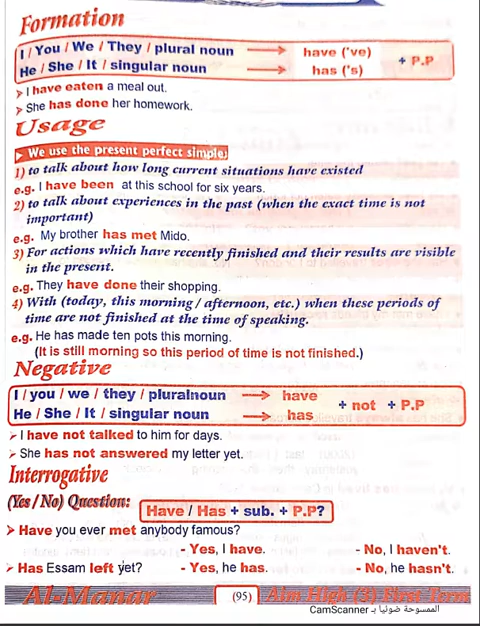 Formation
I / You / We / They / plural noun → have ('ve)
He / She / It / singular noun → has ('s)
+ P.P
➢ I have eaten a meal out.
➢ She has done her homework.
Usage
➢ We use the present perfect simple:
1) to talk about how long current situations have existed
e.g. I have been at this school for six years.
2) to talk about experiences in the past (when the exact time is not
important)
e.g. My brother has met Mido.
3) For actions which have recently finished and their results are visible
in the present.
e.g. They have done their shopping.
4) With (today, this morning / afternoon, etc.) when these periods of
time are not finished at the time of speaking.
e.g. He has made ten pots this morning.
(It is still morning so this period of time is not finished.)
Negative
I / you / we / they / pluralnoun → have
He / She / It / singular noun → has
+ not + P.P
➢ I have not talked to him for days.
➢ She has not answered my letter yet.
Interrogative
(Yes / No) Question: Have / Has + sub. + P.P?
➢ Have you ever met anybody famous?
- Yes, I have. - No, I haven't.
➢ Has Essam left yet? - Yes, he has. - No, he hasn't.
Al-Manar (95) Aim High (3) First Term
الممسوحة ضوئيا بـ CamScanner